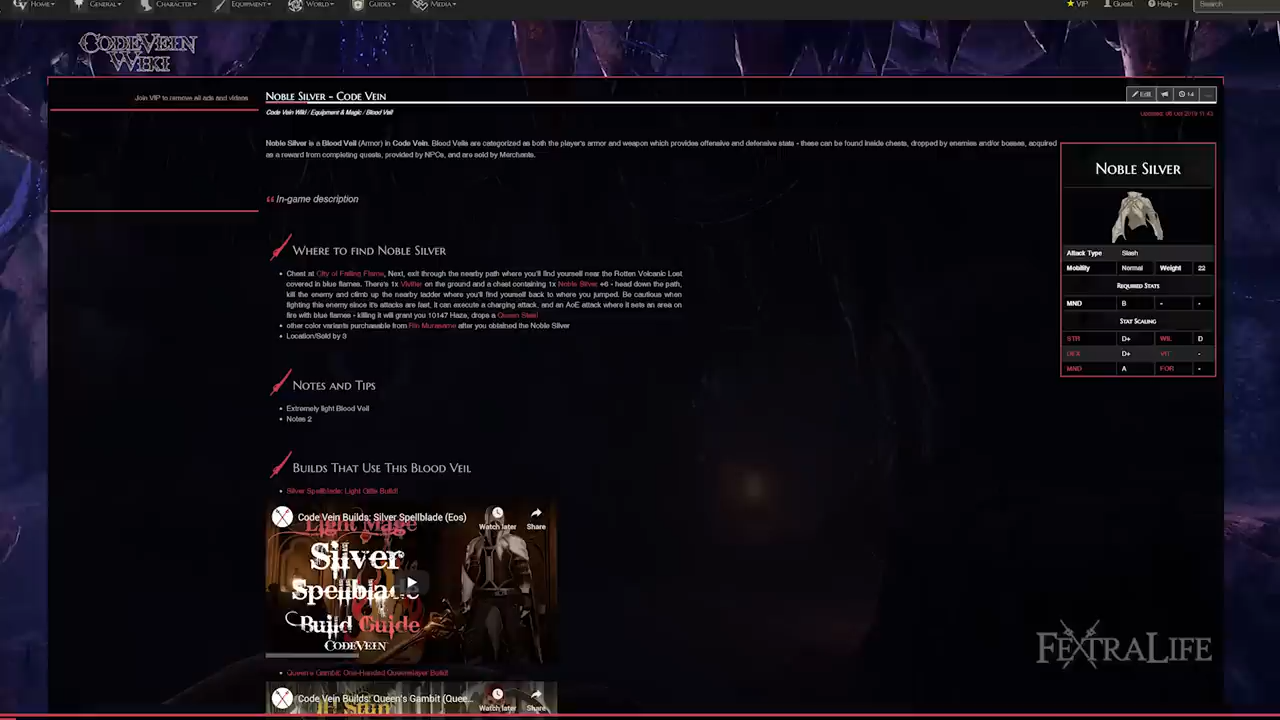 Home General Character Equipment World Guides Media VIP Guest Help Search
Code Vein
Wiki
Join VIP to remove all ads and videos
Noble Silver - Code Vein
Edit 14 ...
Code Vein Wiki / Equipment & Magic / Blood Veil
Updated: 06 Oct 2019 11:43
Noble Silver is a Blood Veil (Armor) in Code Vein. Blood Veils are categorized as both the player's armor and weapon which provides offensive and defensive stats - these can be found inside chests, dropped by enemies and/or bosses, acquired
as a reward from completing quests, provided by NPCs, and are sold by Merchants.
In-game description
Where to find Noble Silver
Chest at City of Falling Flame, Next, exit through the nearby path where you'll find yourself near the Rotten Volcanic Lost
covered in blue flames. There's 1x Vivifier on the ground and a chest containing 1x Noble Silver +6 - head down the path,
kill the enemy and climb up the nearby ladder where you'll find yourself back to where you jumped. Be cautious when
fighting this enemy since it's attacks are fast, it can execute a charging attack, and an AoE attack where it sets an area on
fire with blue flames - killing it will grant you 10147 Haze, drops a Queen Steel
other color variants purchasable from Rin Murasame after you obtained the Noble Silver
Location/Sold by 3
Notes and Tips
Extremely light Blood Veil
Notes 2
Builds That Use This Blood Veil
Silver Spellblade: Light Gifts Build!
Code Vein Builds: Silver Spellblade (Eos)
Watch later Share
Light Mage
Silver
Spellblade
Build Guide
Code Vein
Queen's Gambit: One-Handed Queenslayer Build!
Code Vein Builds: Queen's Gambit (Quee...
Watch later Share
Noble Silver
Attack Type Slash
Mobility Normal Weight 22
Required Stats
MND B - -
Stat Scaling
STR D+ WIL D
DEX D+ VIT -
MND A FOR -
Fextralife